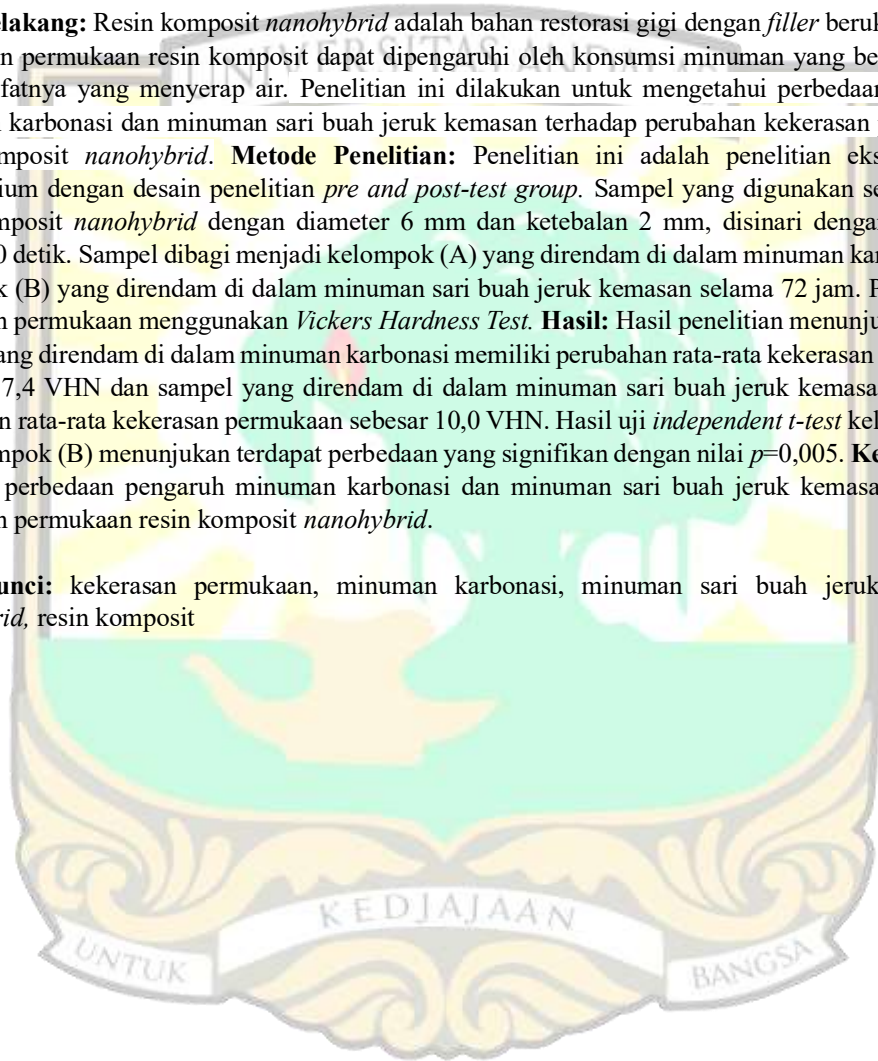 elakang: Resin komposit nanohybrid adalah bahan restorasi gigi dengan filler beruk
n permukaan resin komposit dapat dipengaruhi oleh konsumsi minuman yang be
fatnya yang menyerap air. Penelitian ini dilakukan untuk mengetahui perbedaan
karbonasi dan minuman sari buah jeruk kemasan terhadap perubahan kekerasan
mposit nanohybrid. Metode Penelitian: Penelitian ini adalah penelitian eks
ium dengan desain penelitian pre and post-test group. Sampel yang digunakan se
mposit nanohybrid dengan diameter 6 mm dan ketebalan 2 mm, disinari denga
0 detik. Sampel dibagi menjadi kelompok (A) yang direndam di dalam minuman kar
k (B) yang direndam di dalam minuman sari buah jeruk kemasan selama 72 jam. P
n permukaan menggunakan Vickers Hardness Test. Hasil: Hasil penelitian menunju
ang direndam di dalam minuman karbonasi memiliki perubahan rata-rata kekerasan
7,4 VHN dan sampel yang direndam di dalam minuman sari buah jeruk kemasa
n rata-rata kekerasan permukaan sebesar 10,0 VHN. Hasil uji independent t-test kel
mpok (B) menunjukan terdapat perbedaan yang signifikan dengan nilai p=0,005. Ke
perbedaan pengaruh minuman karbonasi dan minuman sari buah jeruk kemasa
n permukaan resin komposit nanohybrid.
unci: kekerasan permukaan, minuman karbonasi, minuman sari buah jeruk
rid, resin komposit
UNIVERSITAS ANDALAS
KEDJAJAAN
UNTUK
BANGSA